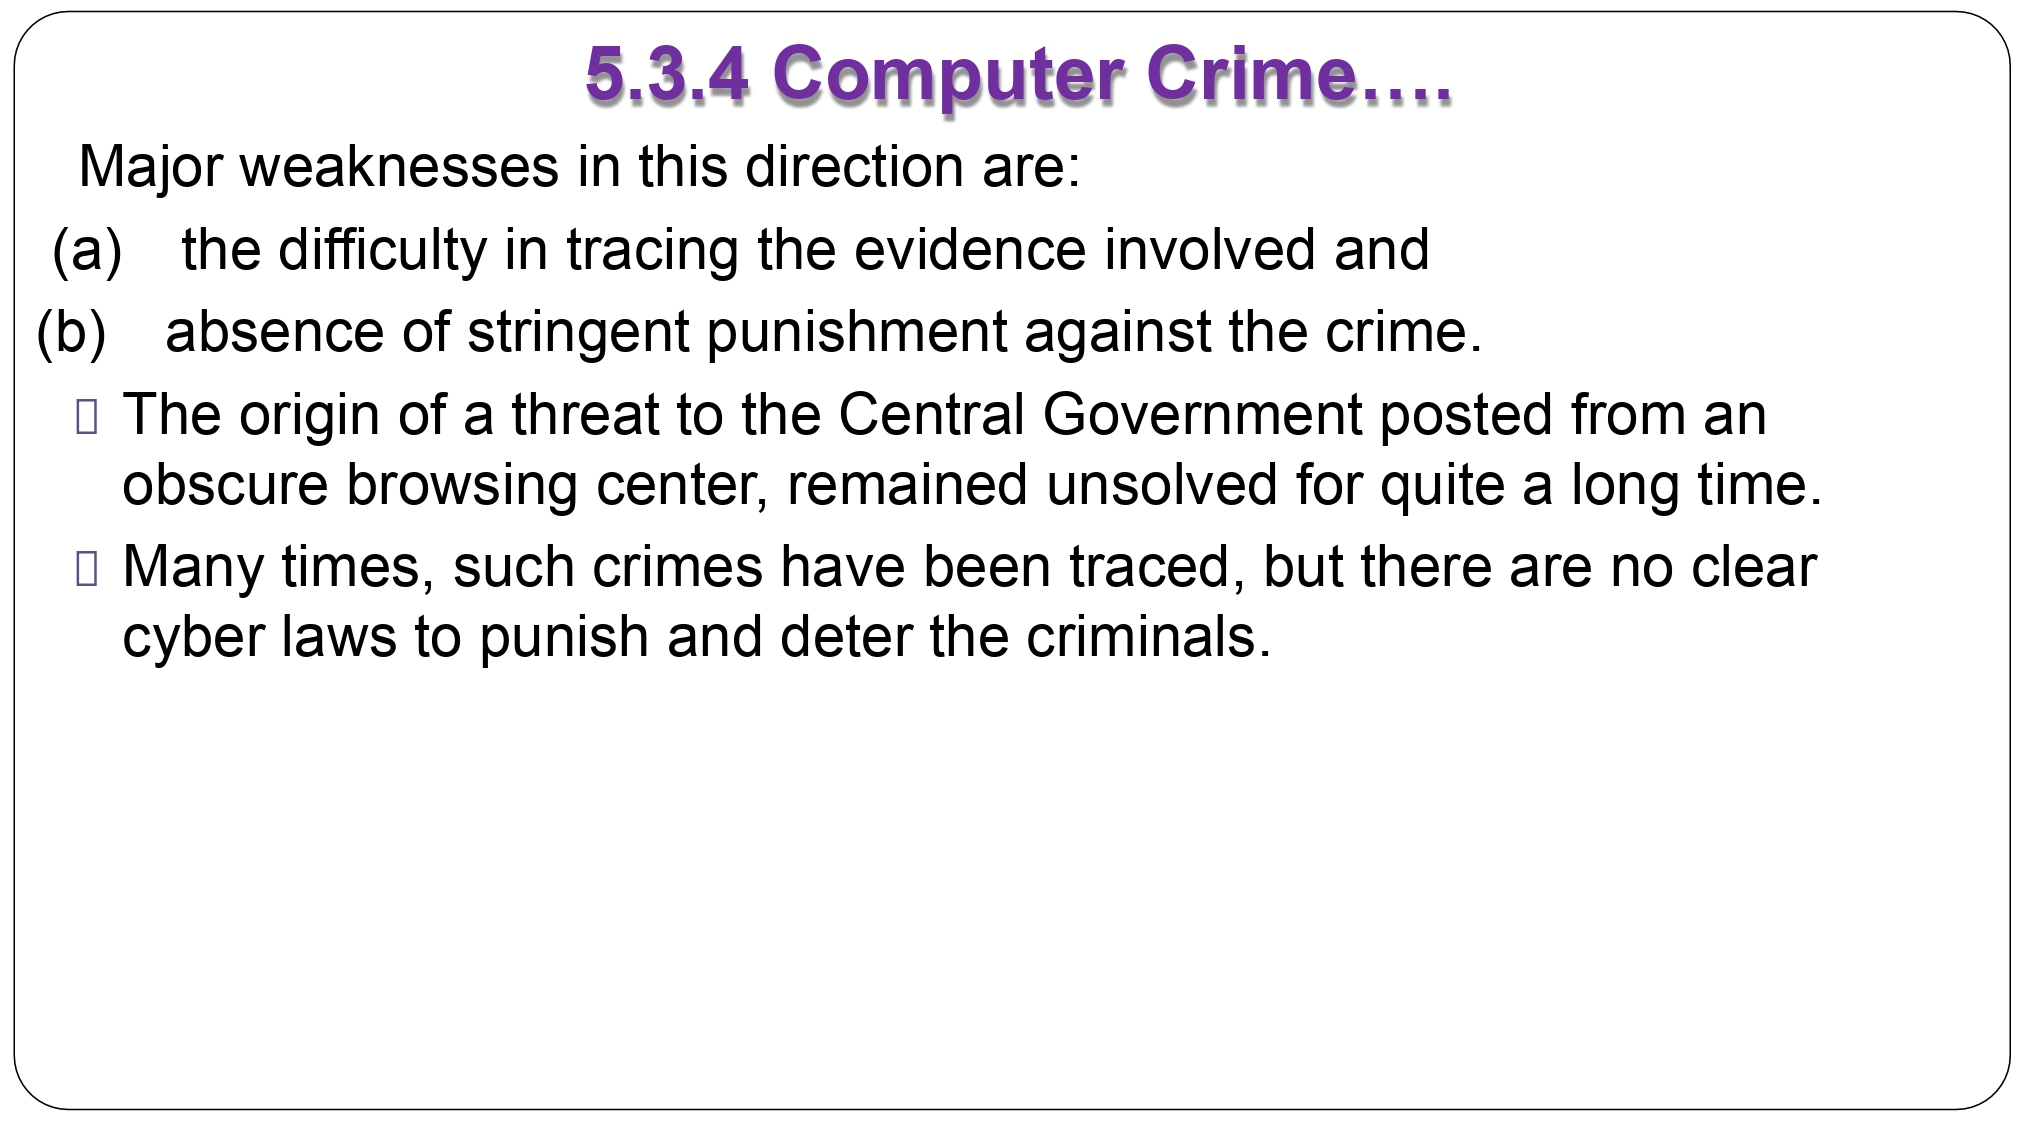 5.3.4 Computer Crime….
Major weaknesses in this direction are:
(a) the difficulty in tracing the evidence involved and
(b) absence of stringent punishment against the crime.
▯ The origin of a threat to the Central Government posted from an
obscure browsing center, remained unsolved for quite a long time.
▯ Many times, such crimes have been traced, but there are no clear
cyber laws to punish and deter the criminals.